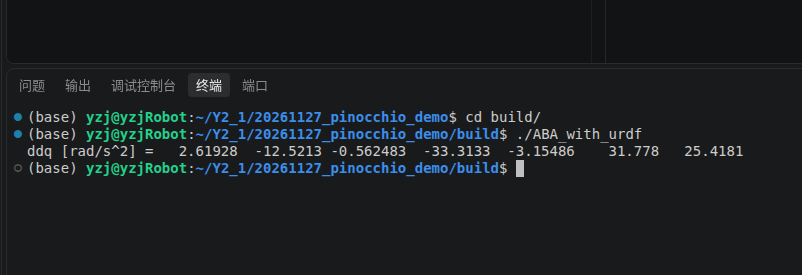 问题 输出 调试控制台 终端 端口
(base) yzj@yzjRobot:~/Y2_1/20261127_pinocchio_demo$ cd build/
(base) yzj@yzjRobot:~/Y2_1/20261127_pinocchio_demo/build$ ./ABA_with_urdf
ddq [rad/s^2] =   2.61928  -12.5213 -0.562483  -33.3133  -3.15486    31.778   25.4181
(base) yzj@yzjRobot:~/Y2_1/20261127_pinocchio_demo/build$